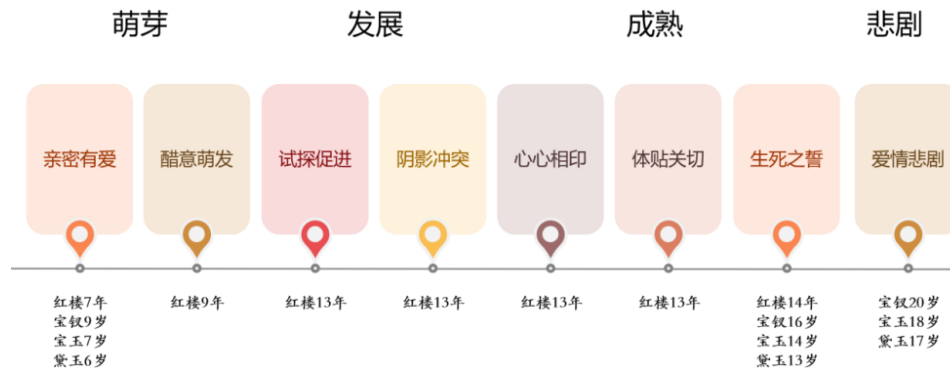 萌芽
发展
成熟
悲剧
亲密有爱
醋意萌发
试探促进
阴影冲突
心心相印
体贴关切
生死之誓
爱情悲剧
红楼7年
宝钗9岁
宝玉7岁
黛玉6岁
红楼9年
红楼13年
红楼13年
红楼13年
红楼13年
红楼14年
宝钗16岁
宝玉14岁
黛玉13岁
宝钗20岁
宝玉18岁
黛玉17岁